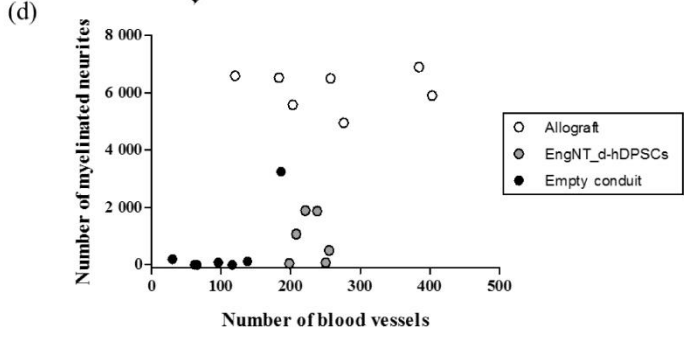 (d)
Number of myelinated neurites
8 000
6 000
4 000
2 000
0
0 100 200 300 400 500
Number of blood vessels
Allograft
EngNT_d-hDPSCs
Empty conduit